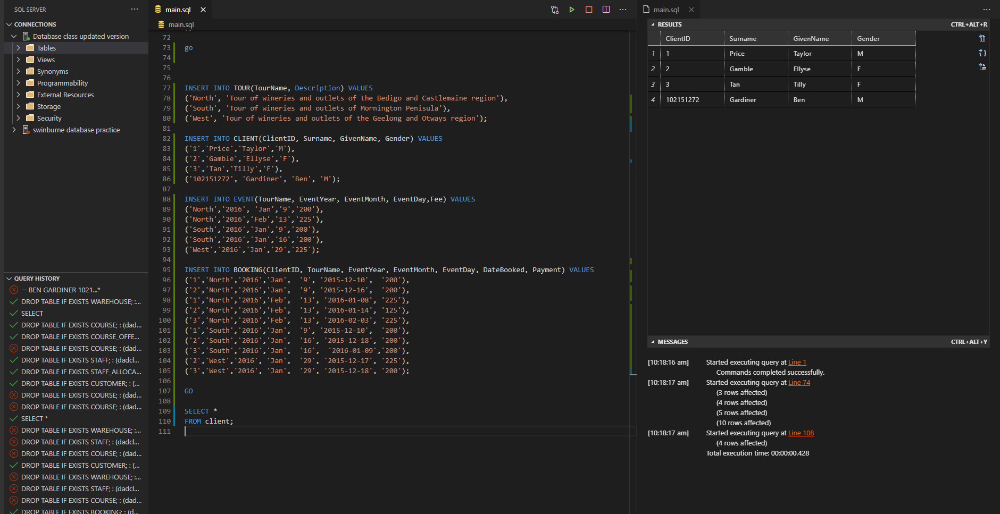 SQL SERVER
CONNECTIONS
Database class updated version
Tables
Views
Synonyms
Programmability
External Resources
Storage
Security
swinburne database practice
QUERY HISTORY
-- BEN GARDINER 1021...*
DROP TABLE IF EXISTS WAREHOUSE; :...
SELECT
DROP TABLE IF EXISTS COURSE; : (dad...
DROP TABLE IF EXISTS COURSE_OFFE...
DROP TABLE IF EXISTS COURSE; : (dad...
DROP TABLE IF EXISTS STAFF; : (dadcl...
DROP TABLE IF EXISTS STAFF_ALLOCA...
DROP TABLE IF EXISTS CUSTOMER; : (...
DROP TABLE IF EXISTS COURSE; : (dad...
DROP TABLE IF EXISTS COURSE; : (dad...
SELECT *
DROP TABLE IF EXISTS WAREHOUSE; :...
DROP TABLE IF EXISTS STAFF; : (dadcl...
DROP TABLE IF EXISTS COURSE; : (dad...
DROP TABLE IF EXISTS CUSTOMER; : (...
DROP TABLE IF EXISTS WAREHOUSE; :...
DROP TABLE IF EXISTS STAFF; : (dadcl...
DROP TABLE IF EXISTS COURSE; : (dad...
DROP TABLE IF EXISTS BOOKING; : (d...
main.sql
main.sql
72
73 go
74
75
76
77 INSERT INTO TOUR(TourName, Description) VALUES
78 ('North', 'Tour of wineries and outlets of the Bedigo and Castlemaine region'),
79 ('South', 'Tour of wineries and outlets of Mornington Penisula'),
80 ('West', 'Tour of wineries and outlets of the Geelong and Otways region');
81
82 INSERT INTO CLIENT(ClientID, Surname, GivenName, Gender) VALUES
83 ('1','Price','Taylor','M'),
84 ('2','Gamble','Ellyse','F'),
85 ('3','Tan','Tilly','F'),
86 ('102151272', 'Gardiner', 'Ben', 'M');
87
88 INSERT INTO EVENT(TourName, EventYear, EventMonth, EventDay,Fee) VALUES
89 ('North','2016', 'Jan','9','200'),
90 ('North','2016','Feb','13','225'),
91 ('South','2016','Jan','9','200'),
92 ('South','2016','Jan','16','200'),
93 ('West','2016','Jan','29','225');
94
95 INSERT INTO BOOKING(ClientID, TourName, EventYear, EventMonth, EventDay, DateBooked, Payment) VALUES
96 ('1','North','2016','Jan', '9', '2015-12-10', '200'),
97 ('2','North','2016','Jan', '9', '2015-12-16', '200'),
98 ('1','North','2016','Feb', '13', '2016-01-08', '225'),
99 ('2','North','2016','Feb', '13', '2016-01-14', '125'),
100 ('3','North','2016','Feb', '13', '2016-02-03', '225'),
101 ('1','South','2016','Jan', '9', '2015-12-10', '200'),
102 ('2','South','2016','Jan', '16', '2015-12-18', '200'),
103 ('3','South','2016','Jan', '16', '2016-01-09','200'),
104 ('2','West','2016', 'Jan', '29', '2015-12-17', '225'),
105 ('3','West','2016', 'Jan', '29', '2015-12-18', '200');
106
107 GO
108
109 SELECT *
110 FROM client;
111
main.sql
RESULTS CTRL+ALT+R
ClientID Surname GivenName Gender
1 1 Price Taylor M
2 2 Gamble Ellyse F
3 3 Tan Tilly F
4 102151272 Gardiner Ben M
MESSAGES CTRL+ALT+Y
[10:18:16 am] Started executing query at Line 1
Commands completed successfully.
[10:18:17 am] Started executing query at Line 74
(3 rows affected)
(4 rows affected)
(5 rows affected)
(10 rows affected)
[10:18:17 am] Started executing query at Line 108
(4 rows affected)
Total execution time: 00:00:00.428